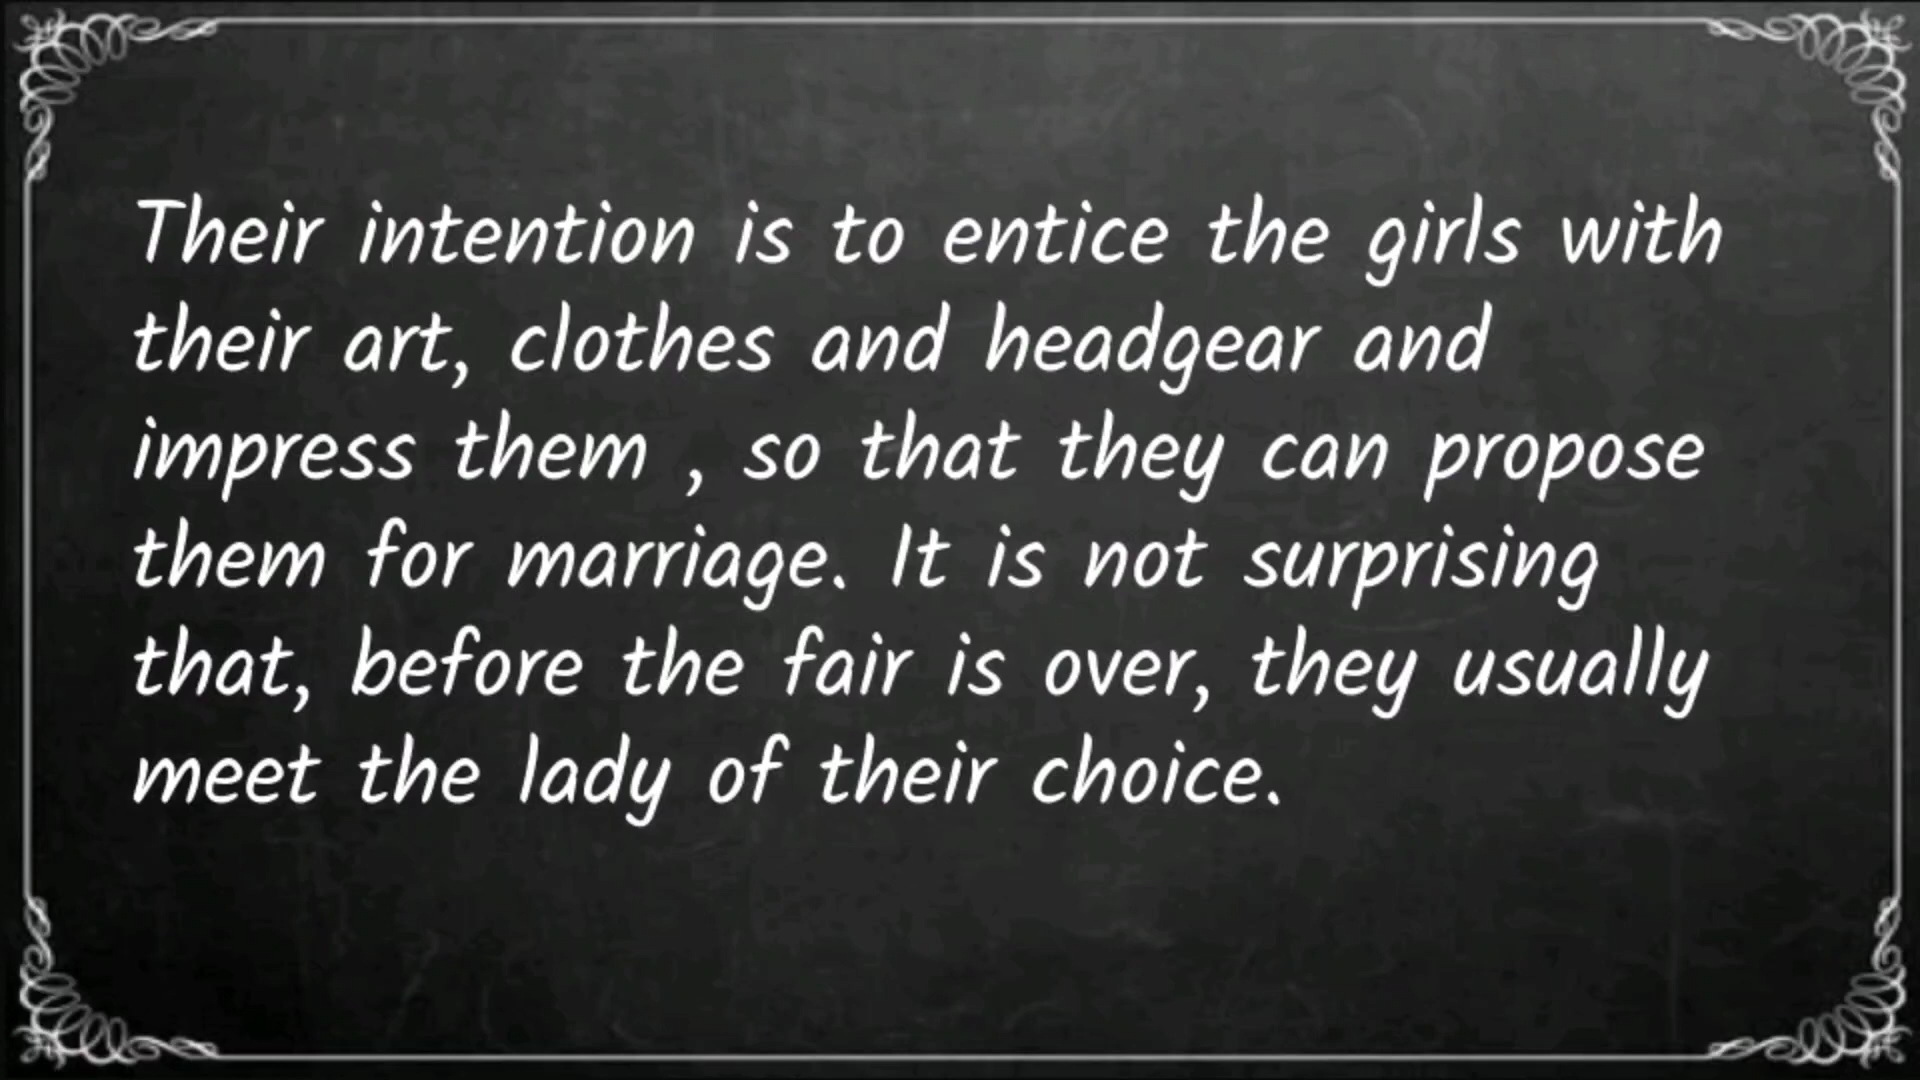 Their intention is to entice the girls with
their art, clothes and headgear and
impress them , so that they can propose
them for marriage. It is not surprising
that, before the fair is over, they usually
meet the lady of their choice.